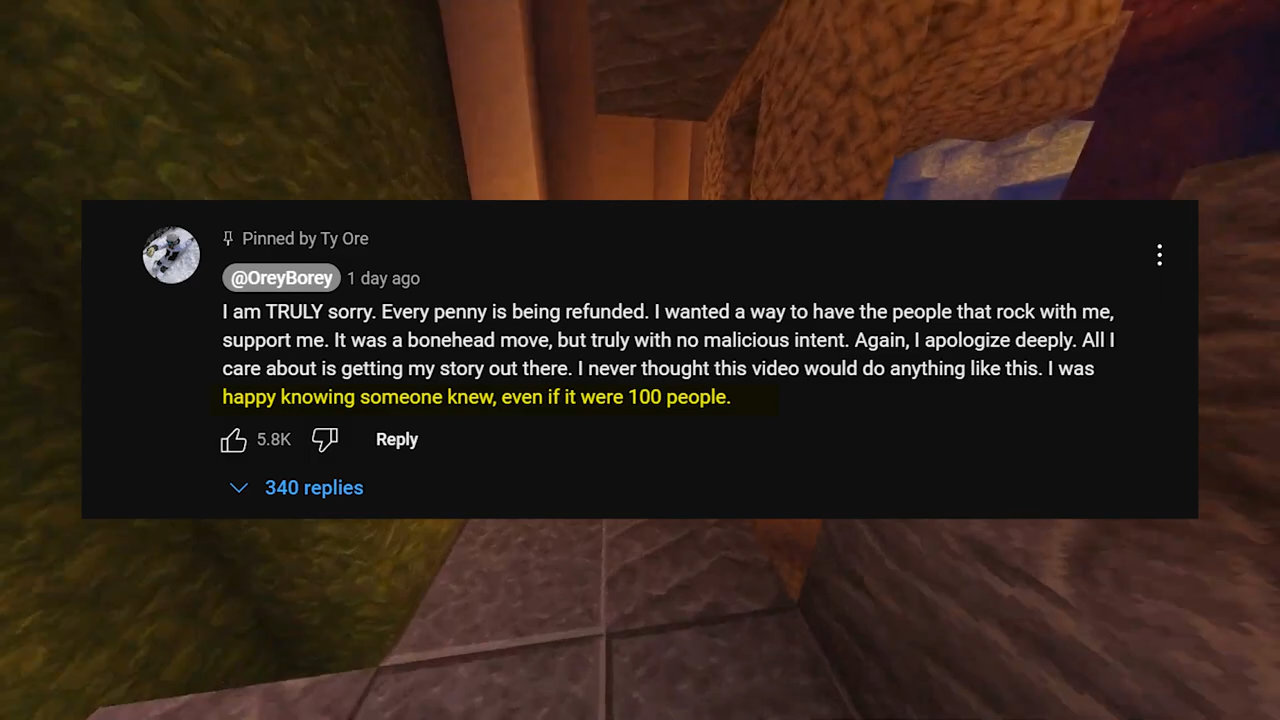 Pinned by Ty Ore
@OreyBorey 1 day ago
I am TRULY sorry. Every penny is being refunded. I wanted a way to have the people that rock with me,
support me. It was a bonehead move, but truly with no malicious intent. Again, I apologize deeply. All I
care about is getting my story out there. I never thought this video would do anything like this. I was
happy knowing someone knew, even if it were 100 people.
5.8K Reply
340 replies